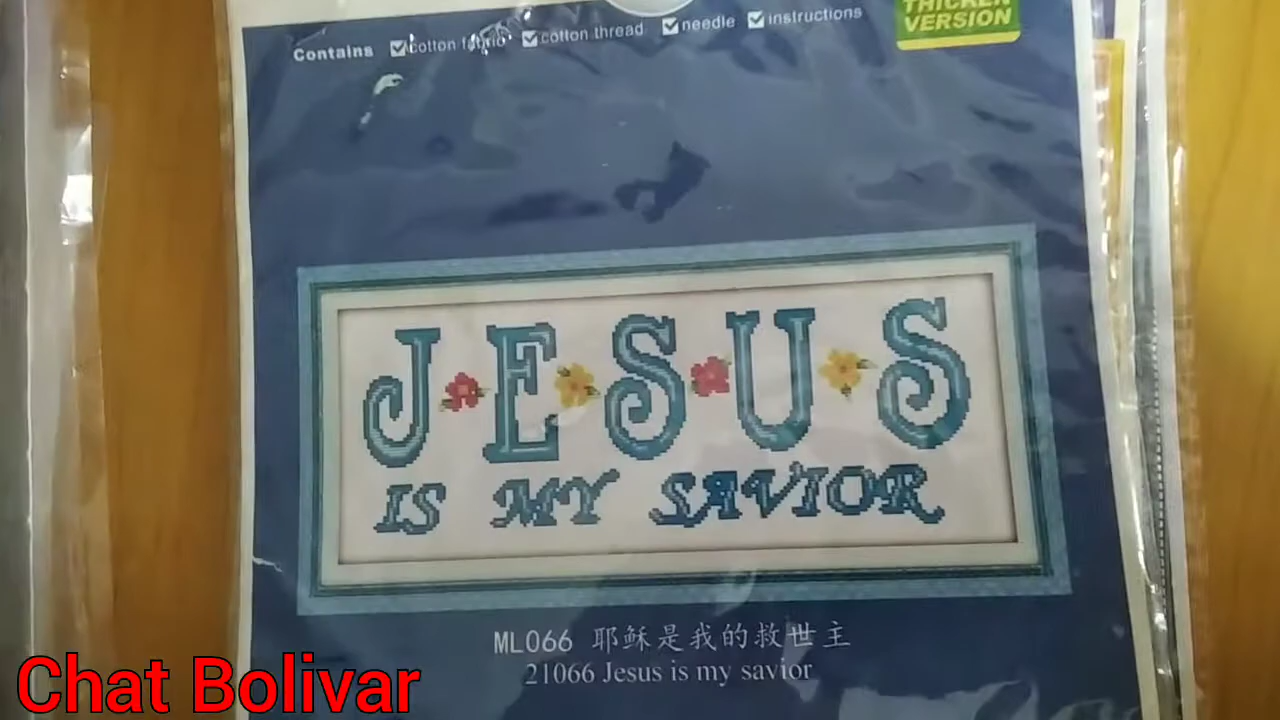 Contains ☑ cotton fabric ☑ cotton thread ☑ needle ☑ instructions
THICKEN
VERSION
JESUS
IS MY SAVIOR
ML066 耶稣是我的救世主
21066 Jesus is my savior
Chat Bolivar